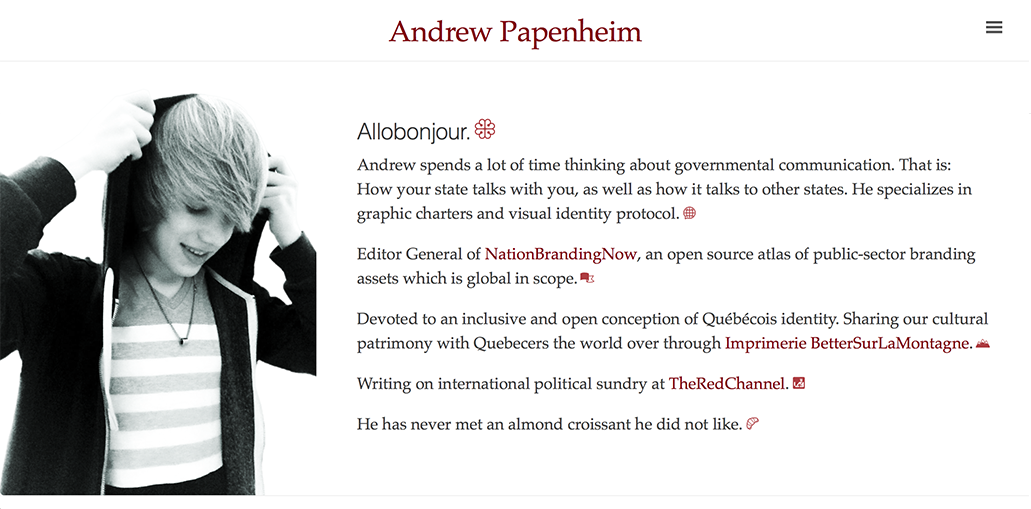 Andrew Papenheim
Allobonjour.
Andrew spends a lot of time thinking about governmental communication. That is:
How your state talks with you, as well as how it talks to other states. He specializes in
graphic charters and visual identity protocol.
Editor General of NationBrandingNow, an open source atlas of public-sector branding
assets which is global in scope.
Devoted to an inclusive and open conception of Québécois identity. Sharing our cultural
patrimony with Quebecers the world over through Imprimerie BetterSurLaMontagne.
Writing on international political sundry at TheRedChannel.
He has never met an almond croissant he did not like.